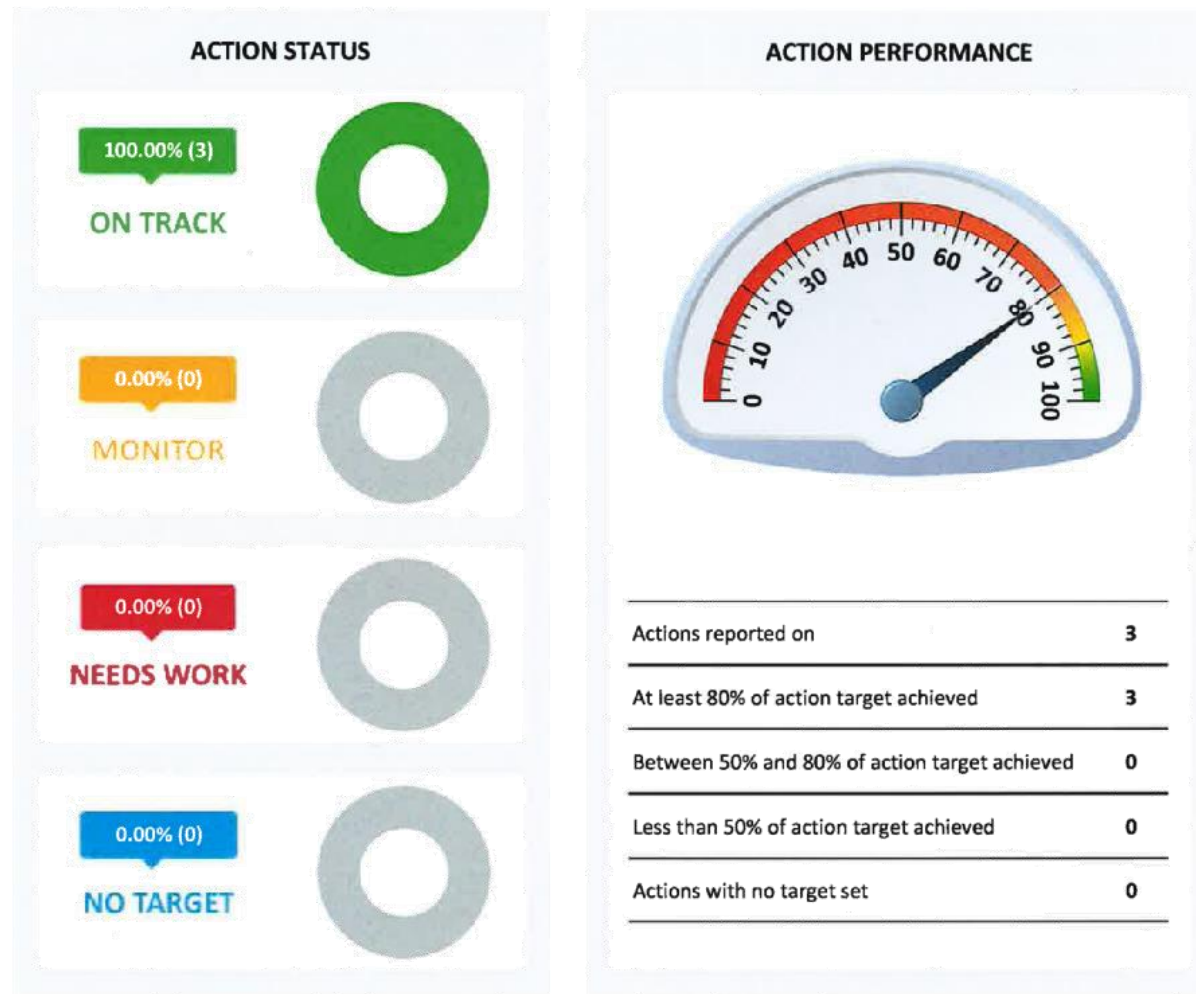 ACTION STATUS
100.00% (3)
ON TRACK
0.00% (0)
MONITOR
0.00% (0)
NEEDS WORK
0.00% (0)
NO TARGET
ACTION PERFORMANCE
0
10
20
30
40
50
60
70
80
90
100
Actions reported on 3
At least 80% of action target achieved 3
Between 50% and 80% of action target achieved 0
Less than 50% of action target achieved 0
Actions with no target set 0